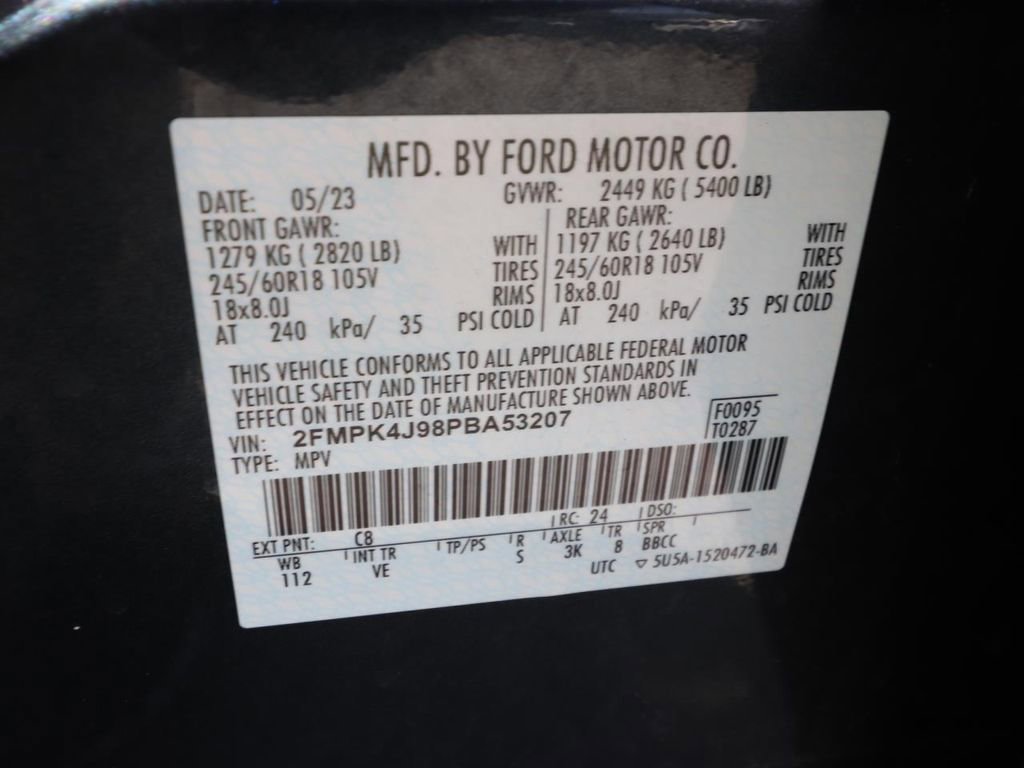 MFD. BY FORD MOTOR CO.
DATE: 05/23 GVWR: 2449 KG ( 5400 LB)
FRONT GAWR: REAR GAWR:
1279 KG ( 2820 LB) WITH 1197 KG ( 2640 LB) WITH
245/60R18 105V TIRES 245/60R18 105V TIRES
18x8.0J RIMS 18x8.0J RIMS
AT 240 kPa/ 35 PSI COLD AT 240 kPa/ 35 PSI COLD
THIS VEHICLE CONFORMS TO ALL APPLICABLE FEDERAL MOTOR
VEHICLE SAFETY AND THEFT PREVENTION STANDARDS IN
EFFECT ON THE DATE OF MANUFACTURE SHOWN ABOVE.
VIN: 2FMPK4J98PBA53207 F0095
TYPE: MPV T0287
EXT PNT: C8 RC: 24 DSO:
WB INT TR TP/PS R AXLE TR SPR
112 VE S 3K 8 BBCC
UTC ▽ 5U5A-1520472-BA